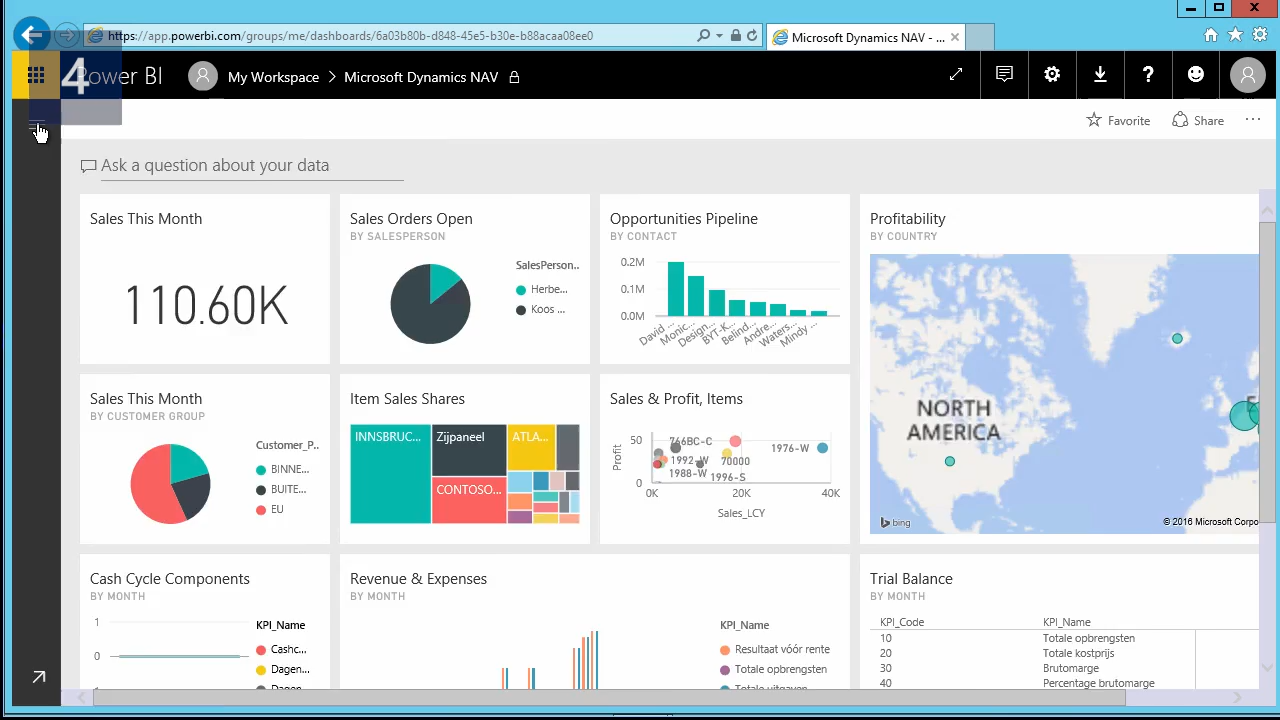 https://app.powerbi.com/groups/me/dashboards/6a03b80b-d848-45e5-b30e-b88acaa08ee0
Microsoft Dynamics NAV - ...
4
Power BI
My Workspace > Microsoft Dynamics NAV
?
Favorite
Share
...
Ask a question about your data
Sales This Month
110.60K
Sales Orders Open
BY SALESPERSON
SalesPerson..
Herbe...
Koos ...
Opportunities Pipeline
BY CONTACT
0.2M
0.1M
0.0M
David ...
Monic...
Design...
BYT-K...
Belind...
Andre...
Waters...
Mindy ...
Profitability
BY COUNTRY
NORTH
AMERICA
bing
© 2016 Microsoft Corpo
Sales This Month
BY CUSTOMER GROUP
Customer_P..
BINNE...
BUITE...
EU
Item Sales Shares
INNSBRUC...
Zijpaneel
ATLA...
CONTOSO...
Sales & Profit, Items
Profit
50
0
766BC-C
1976-W
1992-W
70000
1988-W
1996-S
0K
20K
40K
Sales_LCY
Cash Cycle Components
BY MONTH
1
0
KPI_Name
Cashc...
Dagen...
Dagen...
Revenue & Expenses
BY MONTH
KPI_Name
Resultaat vóór rente
Totale opbrengsten
Totale uitgaven
Trial Balance
BY MONTH
KPI_Code
KPI_Name
10
Totale opbrengsten
20
Totale kostprijs
30
Brutomarge
40
Percentage brutomarge